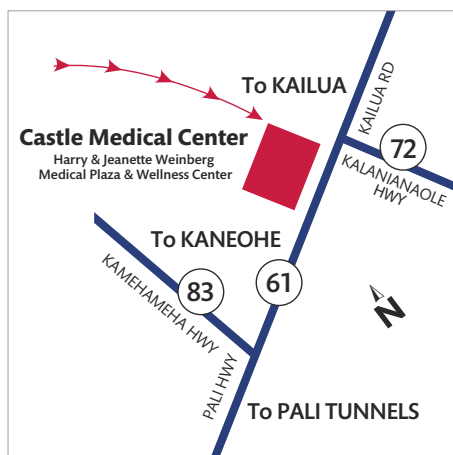 To KAILUA
KAILUA RD
Castle Medical Center
Harry & Jeanette Weinberg
Medical Plaza & Wellness Center
72
KALANIANAOLE
HWY
To KANEOHE
KAMEHAMEHA HWY
83
61
N
PALI HWY
To PALI TUNNELS